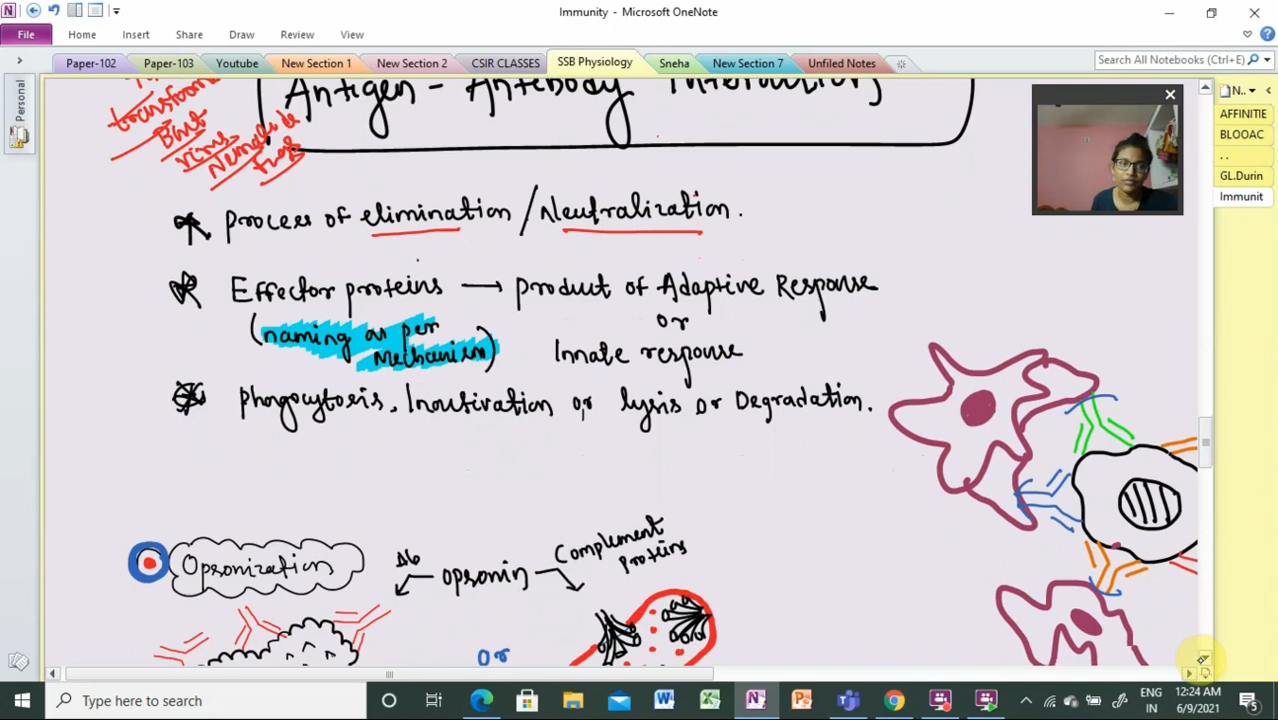 Immunity - Microsoft OneNote
File Home Insert Share Draw Review View
Paper-102 Paper-103 Youtube New Section 1 New Section 2 CSIR CLASSES SSB Physiology Sneha New Section 7 Unfiled Notes Search All Notebooks (Ctrl+E)
Personal
N..
AFFINITIE
BLOOAC
. .
GL.Durin
Immunit
Antigen - Antibody Interactions
virus
process of elimination / Neutralization.
Effector proteins → product of Adaptive Response
(naming as per or
Mechanism) Innate response
phagocytosis, Inactivation or lysis or Degradation.
Opsonization
Ab opsonin Complement
proteins
or
Type here to search
ENG
IN
12:24 AM
6/9/2021
5